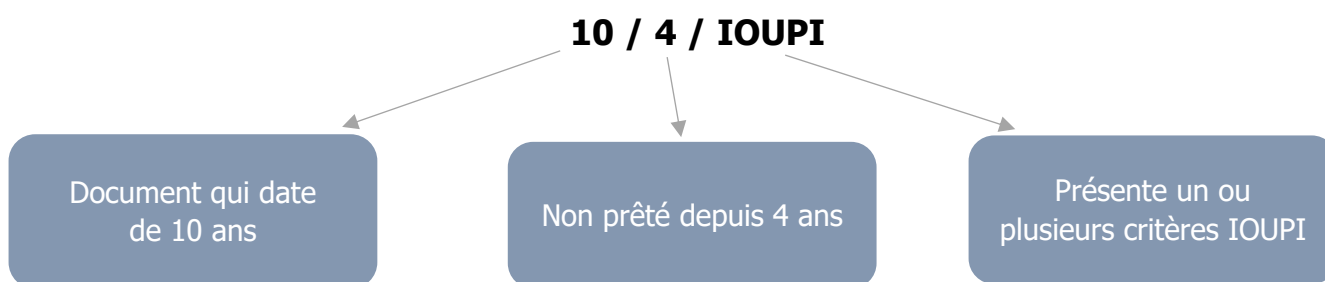 10 / 4 / IOUPI
Document qui date
de 10 ans
Non prêté depuis 4 ans
Présente un ou
plusieurs critères IOUPI